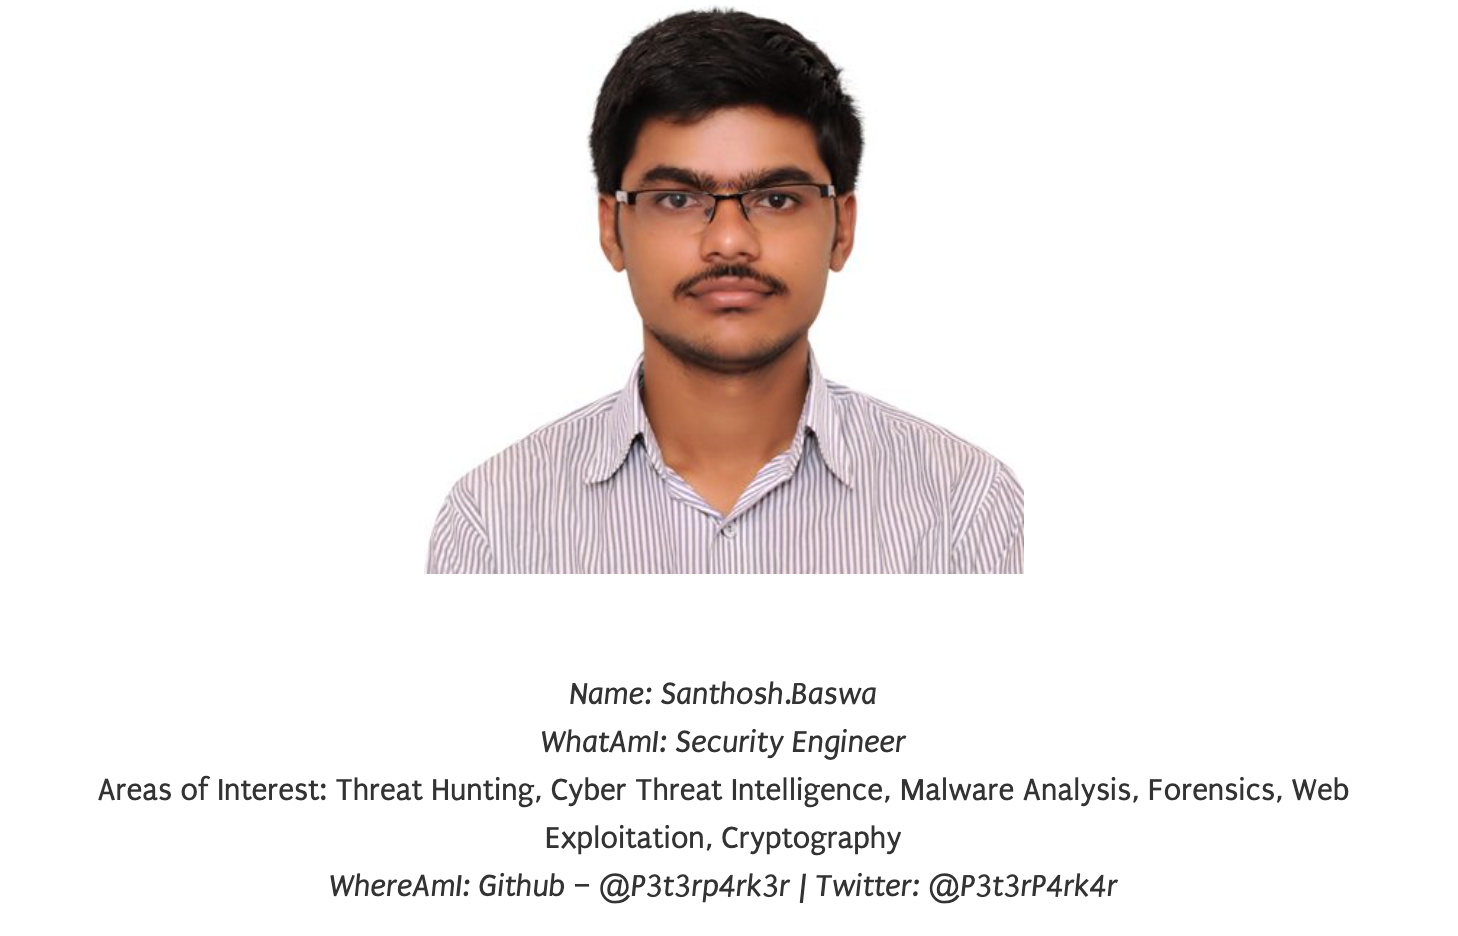 Name: Santhosh.Baswa
WhatAmI: Security Engineer
Areas of Interest: Threat Hunting, Cyber Threat Intelligence, Malware Analysis, Forensics, Web
Exploitation, Cryptography
WhereAmI: Github – @P3t3rp4rk3r | Twitter: @P3t3rP4rk4r